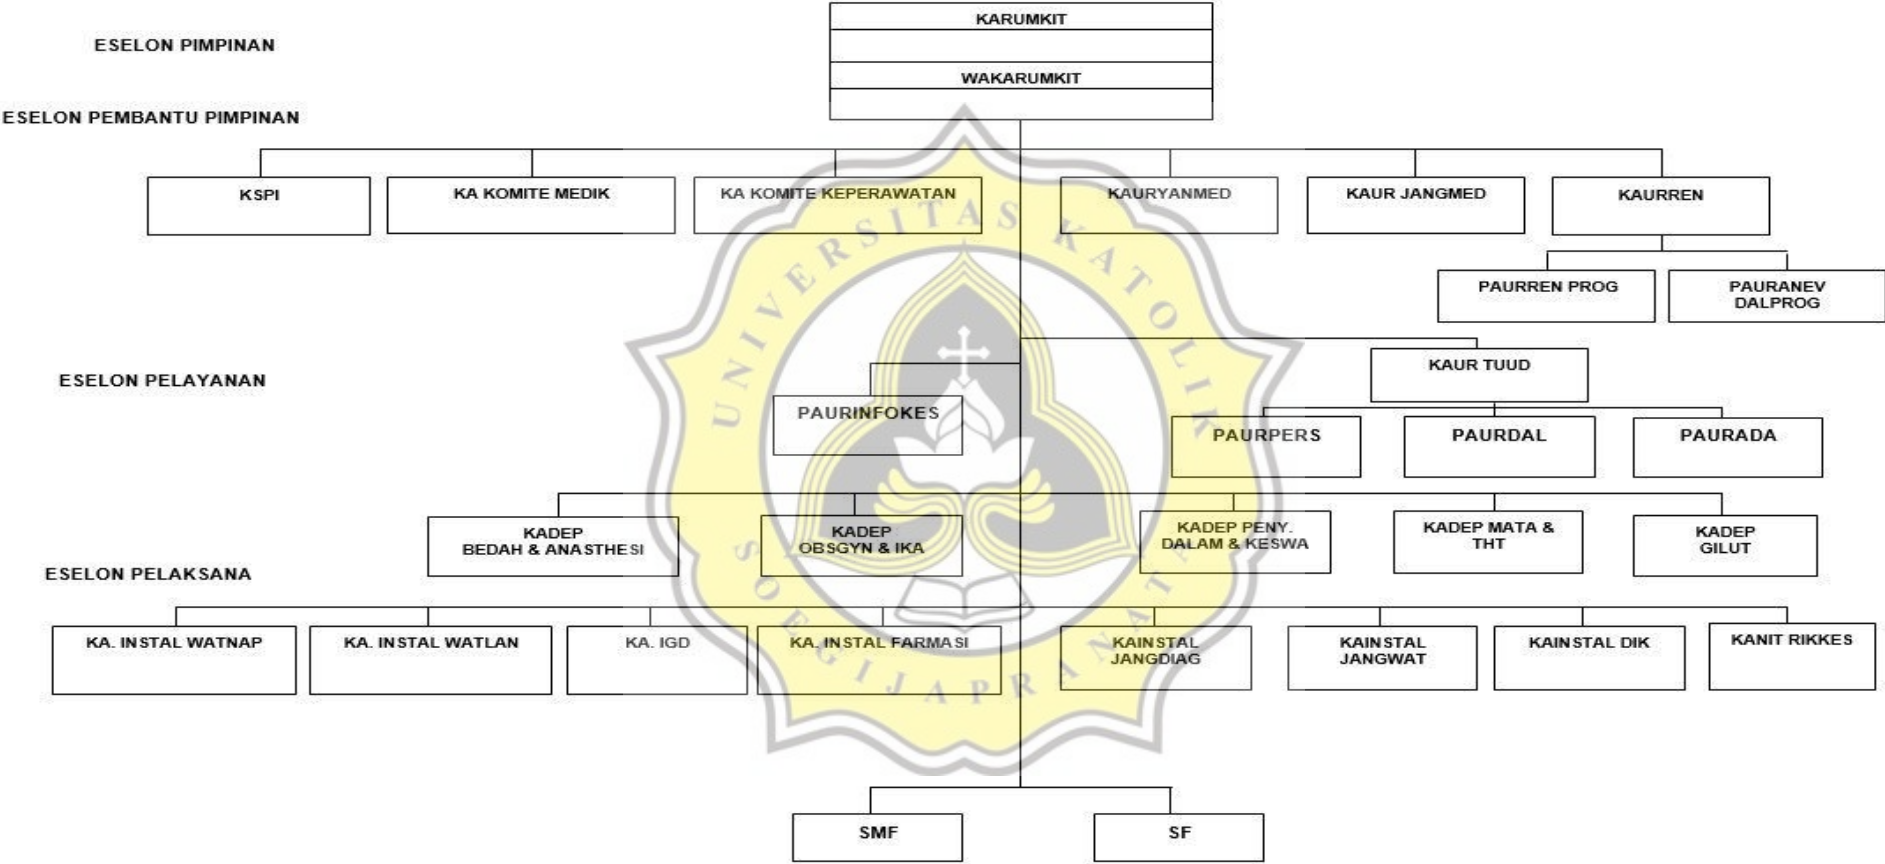 KARUMKIT
ESELON PIMPINAN
WAKARUMKIT
ESELON PEMBANTU PIMPINAN
KSPI
KA KOMITE MEDIK
KA KOMITE KEPERAWATAN
KAURYANMED
KAUR JANGMED
KAURREN
PAURREN PROG
PAURANEV
DALPROG
KAUR TUUD
ESELON PELAYANAN
PAURINFOKES
PAURPERS
PAURDAL
PAURADA
KADEP
BEDAH & ANASTHESI
KADEP
OBSGYN & IKA
KADEP PENY.
DALAM & KESWA
KADEP MATA &
THT
KADEP
GILUT
ESELON PELAKSANA
KA. INSTAL WATNAP
KA. INSTAL WATLAN
KA. IGD
KA. INSTAL FARMASI
KAINSTAL
JANGDIAG
KAINSTAL
JANGWAT
KAINSTAL DIK
KANIT RIKKES
SMF
SF
UNIVERSITAS KATOLIK
SOEGIJAPRANATA